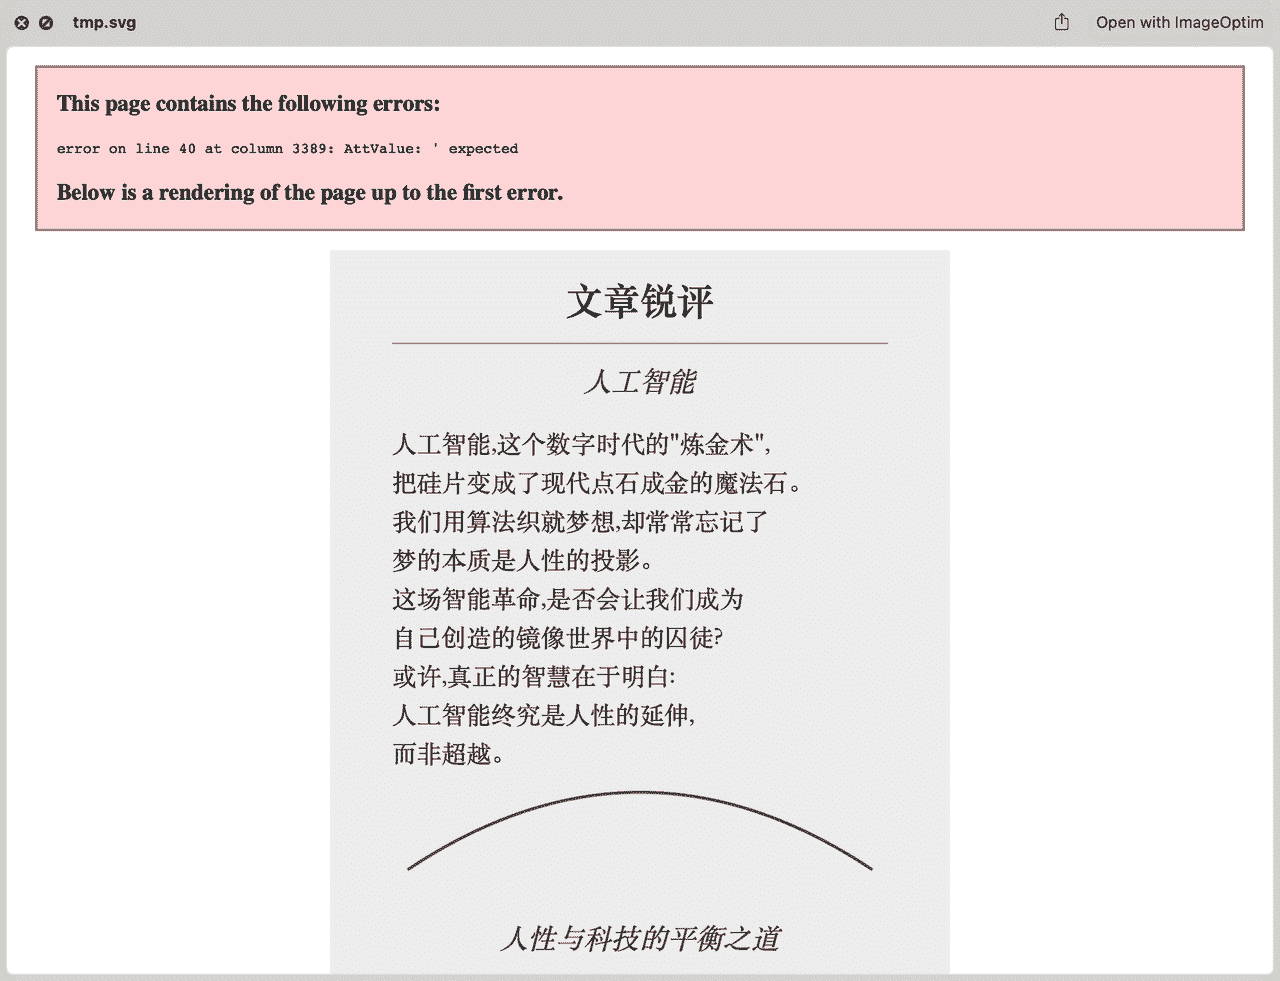 tmp.svg
Open with ImageOptim
This page contains the following errors:
error on line 40 at column 3389: AttValue: ' expected
Below is a rendering of the page up to the first error.
文章锐评
人工智能
人工智能,这个数字时代的"炼金术",
把硅片变成了现代点石成金的魔法石。
我们用算法织就梦想,却常常忘记了
梦的本质是人性的投影。
这场智能革命,是否会让我们成为
自己创造的镜像世界中的囚徒?
或许,真正的智慧在于明白:
人工智能终究是人性的延伸,
而非超越。
人性与科技的平衡之道